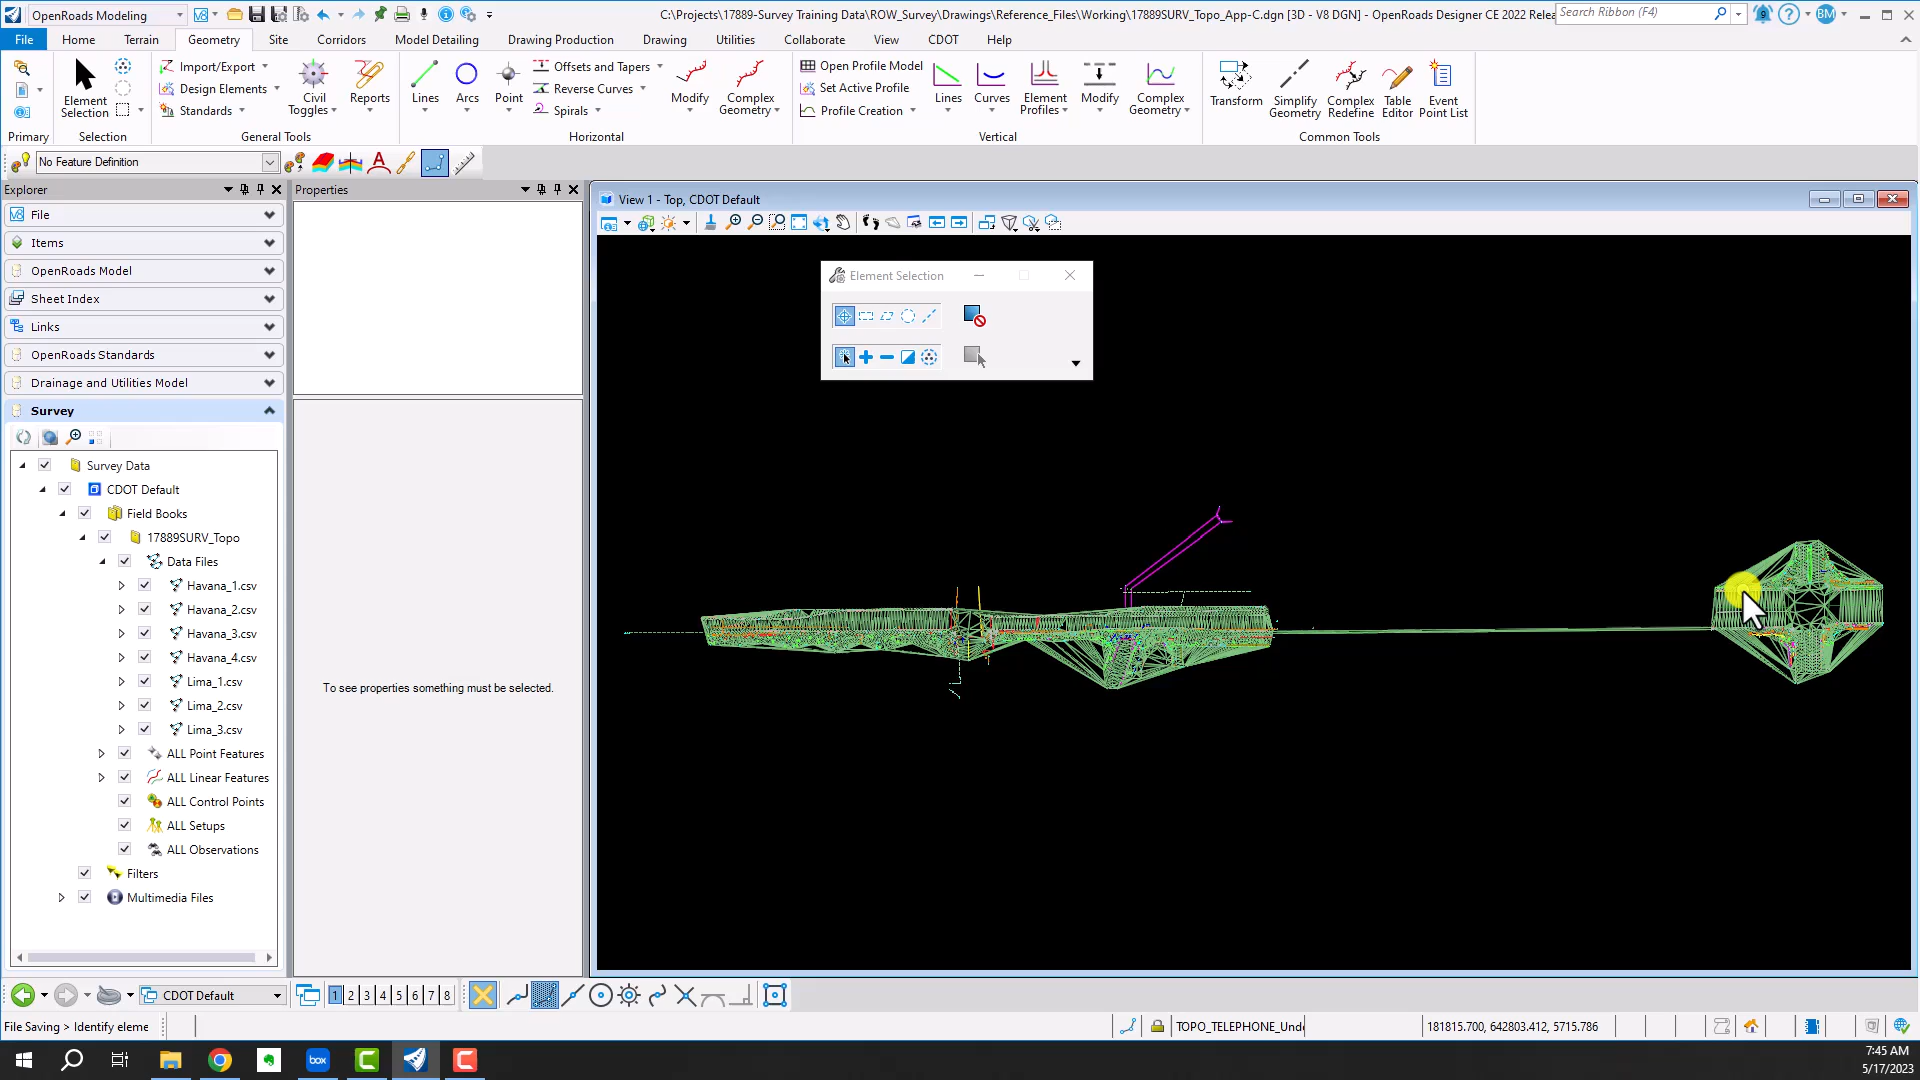 OpenRoads Modeling
C:\Projects\17889-Survey Training Data\ROW_Survey\Drawings\Reference_Files\Working\17889SURV_Topo_App-C.dgn [3D - V8 DGN] - OpenRoads Designer CE 2022 Relea
Search Ribbon (F4)
BM
File
Home
Terrain
Geometry
Site
Corridors
Model Detailing
Drawing Production
Drawing
Utilities
Collaborate
View
CDOT
Help
Element Selection
Import/Export
Design Elements
Standards
Civil Toggles
Reports
Lines
Arcs
Point
Offsets and Tapers
Reverse Curves
Spirals
Modify
Complex Geometry
Open Profile Model
Set Active Profile
Profile Creation
Lines
Curves
Element Profiles
Modify
Complex Geometry
Transform
Simplify Geometry
Complex Redefine
Table Editor
Event Point List
Primary
Selection
General Tools
Horizontal
Vertical
Common Tools
No Feature Definition
Explorer
Properties
View 1 - Top, CDOT Default
File
Items
OpenRoads Model
Sheet Index
Links
OpenRoads Standards
Drainage and Utilities Model
Survey
Survey Data
CDOT Default
Field Books
17889SURV_Topo
Data Files
Havana_1.csv
Havana_2.csv
Havana_3.csv
Havana_4.csv
Lima_1.csv
Lima_2.csv
Lima_3.csv
ALL Point Features
ALL Linear Features
ALL Control Points
ALL Setups
ALL Observations
Filters
Multimedia Files
To see properties something must be selected.
Element Selection
CDOT Default
1 2 3 4 5 6 7 8
File Saving > Identify eleme
TOPO_TELEPHONE_Und
181815.700, 642803.412, 5715.786
box
7:45 AM
5/17/2023